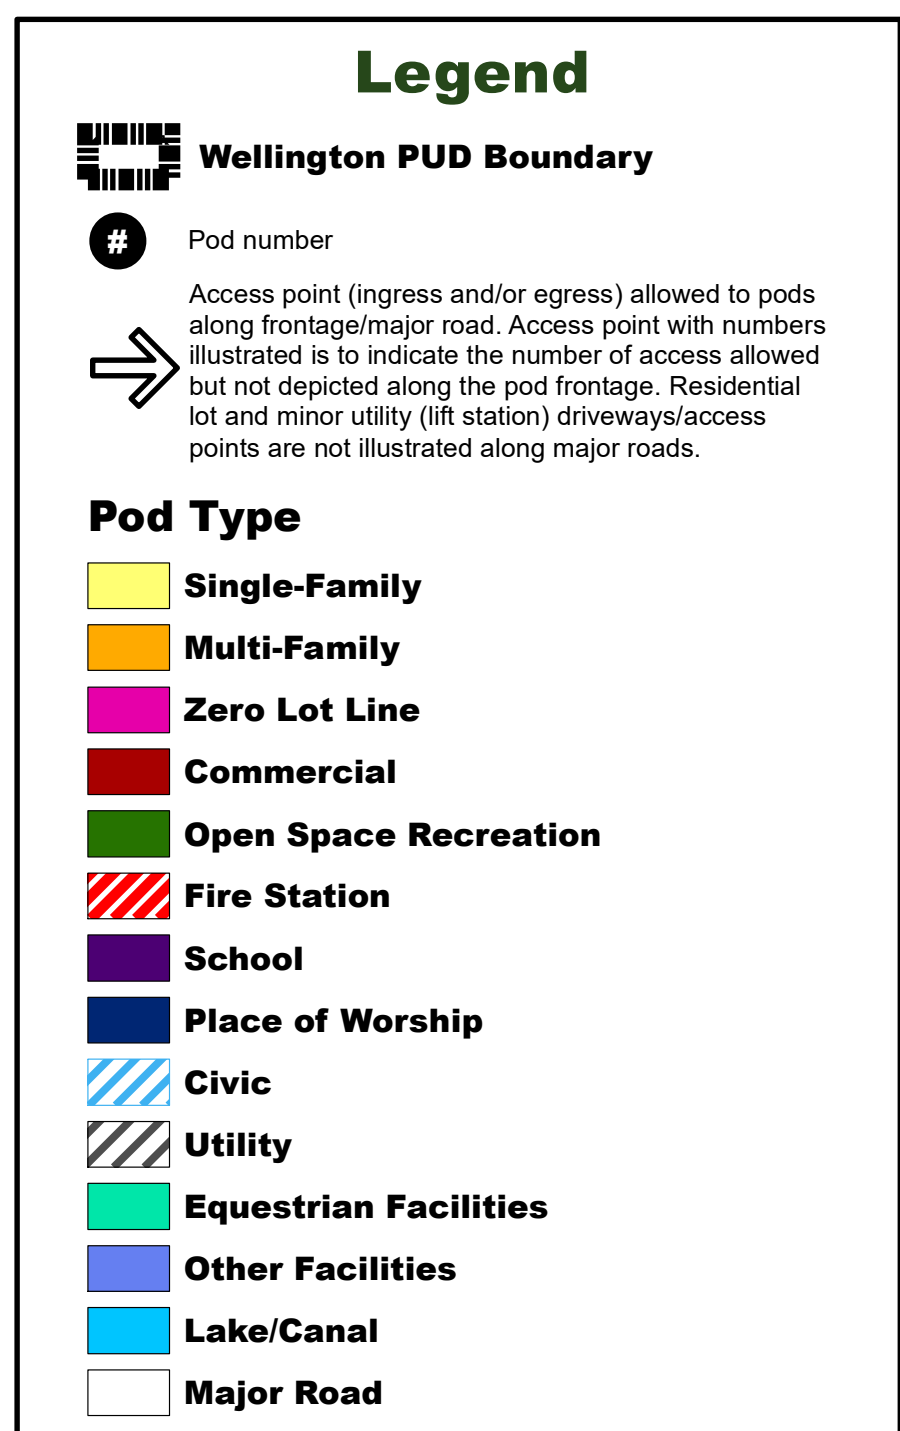 Legend
Wellington PUD Boundary
#
Pod number
Access point (ingress and/or egress) allowed to pods
along frontage/major road. Access point with numbers
illustrated is to indicate the number of access allowed
but not depicted along the pod frontage. Residential
lot and minor utility (lift station) driveways/access
points are not illustrated along major roads.
Pod Type
Single-Family
Multi-Family
Zero Lot Line
Commercial
Open Space Recreation
Fire Station
School
Place of Worship
Civic
Utility
Equestrian Facilities
Other Facilities
Lake/Canal
Major Road